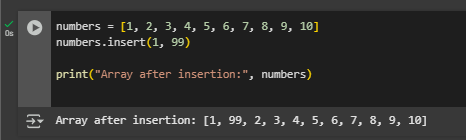 0s
numbers = [1, 2, 3, 4, 5, 6, 7, 8, 9, 10]
numbers.insert(1, 99)
print("Array after insertion:", numbers)
Array after insertion: [1, 99, 2, 3, 4, 5, 6, 7, 8, 9, 10]